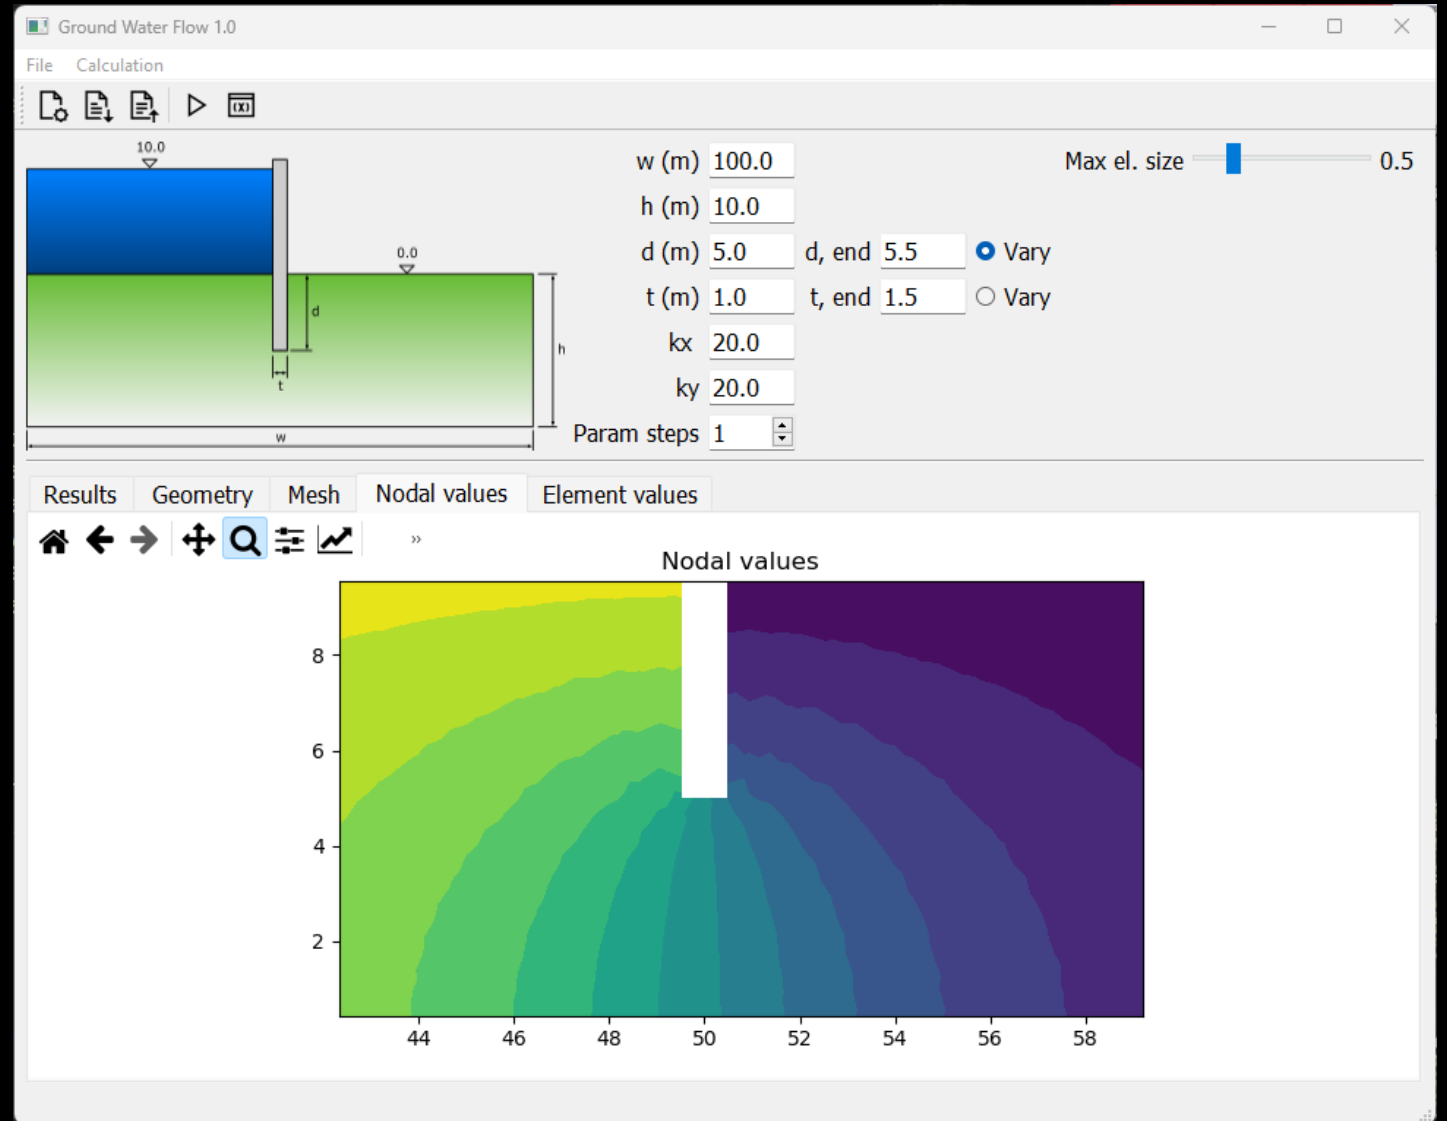 Ground Water Flow 1.0
File Calculation
(x)
10.0
0.0
d
t
h
w
w (m) 100.0
Max el. size 0.5
h (m) 10.0
d (m) 5.0 d, end 5.5 Vary
t (m) 1.0 t, end 1.5 Vary
kx 20.0
ky 20.0
Param steps 1
Results Geometry Mesh Nodal values Element values
»
Nodal values
8
6
4
2
44 46 48 50 52 54 56 58